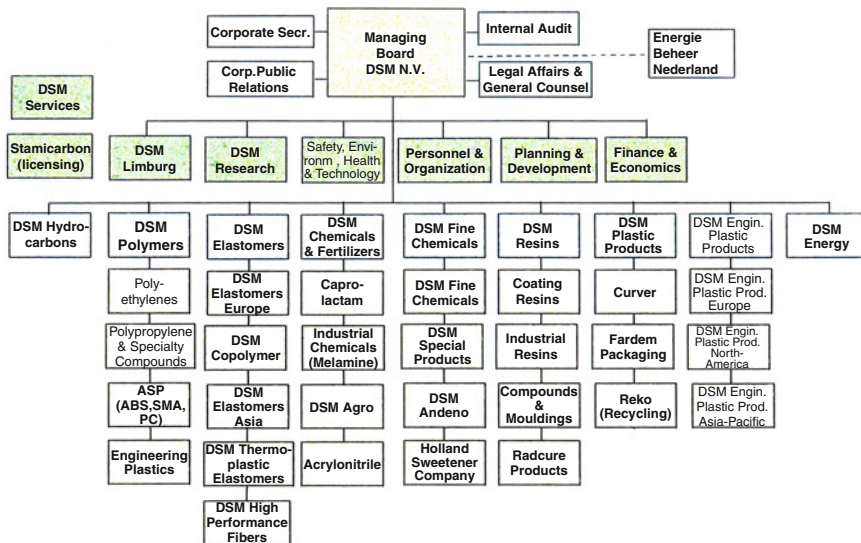 Corporate Secr.
Managing
Board
DSM N.V.
Internal Audit
Energie
Beheer
Nederland
Corp.Public
Relations
Legal Affairs &
General Counsel
DSM
Services
Stamicarbon
(licensing)
DSM
Limburg
DSM
Research
Safety, Envi-
ronm , Health
& Technology
Personnel &
Organization
Planning &
Development
Finance &
Economics
DSM Hydro-
carbons
DSM
Polymers
DSM
Elastomers
DSM
Chemicals
& Fertilizers
DSM Fine
Chemicals
DSM
Resins
DSM
Plastic
Products
DSM Engin.
Plastic
Products
DSM
Energy
Poly-
ethylenes
DSM
Elastomers
Europe
Capro-
lactam
DSM Fine
Chemicals
Coating
Resins
Curver
DSM Engin.
Plastic Prod.
Europe
Polypropylene
& Specialty
Compounds
DSM
Copolymer
Industrial
Chemicals
(Melamine)
DSM
Special
Products
Industrial
Resins
Fardem
Packaging
DSM Engin.
Plastic Prod.
North-
America
ASP
(ABS,SMA,
PC)
DSM
Elastomers
Asia
DSM Agro
DSM
Andeno
Compounds
&
Mouldings
Reko
(Recycling)
DSM Engin.
Plastic Prod.
Asia-Pacific
Engineering
Plastics
DSM Thermo-
plastic
Elastomers
Acrylonitrile
Holland
Sweetener
Company
Radcure
Products
DSM High
Performance
Fibers